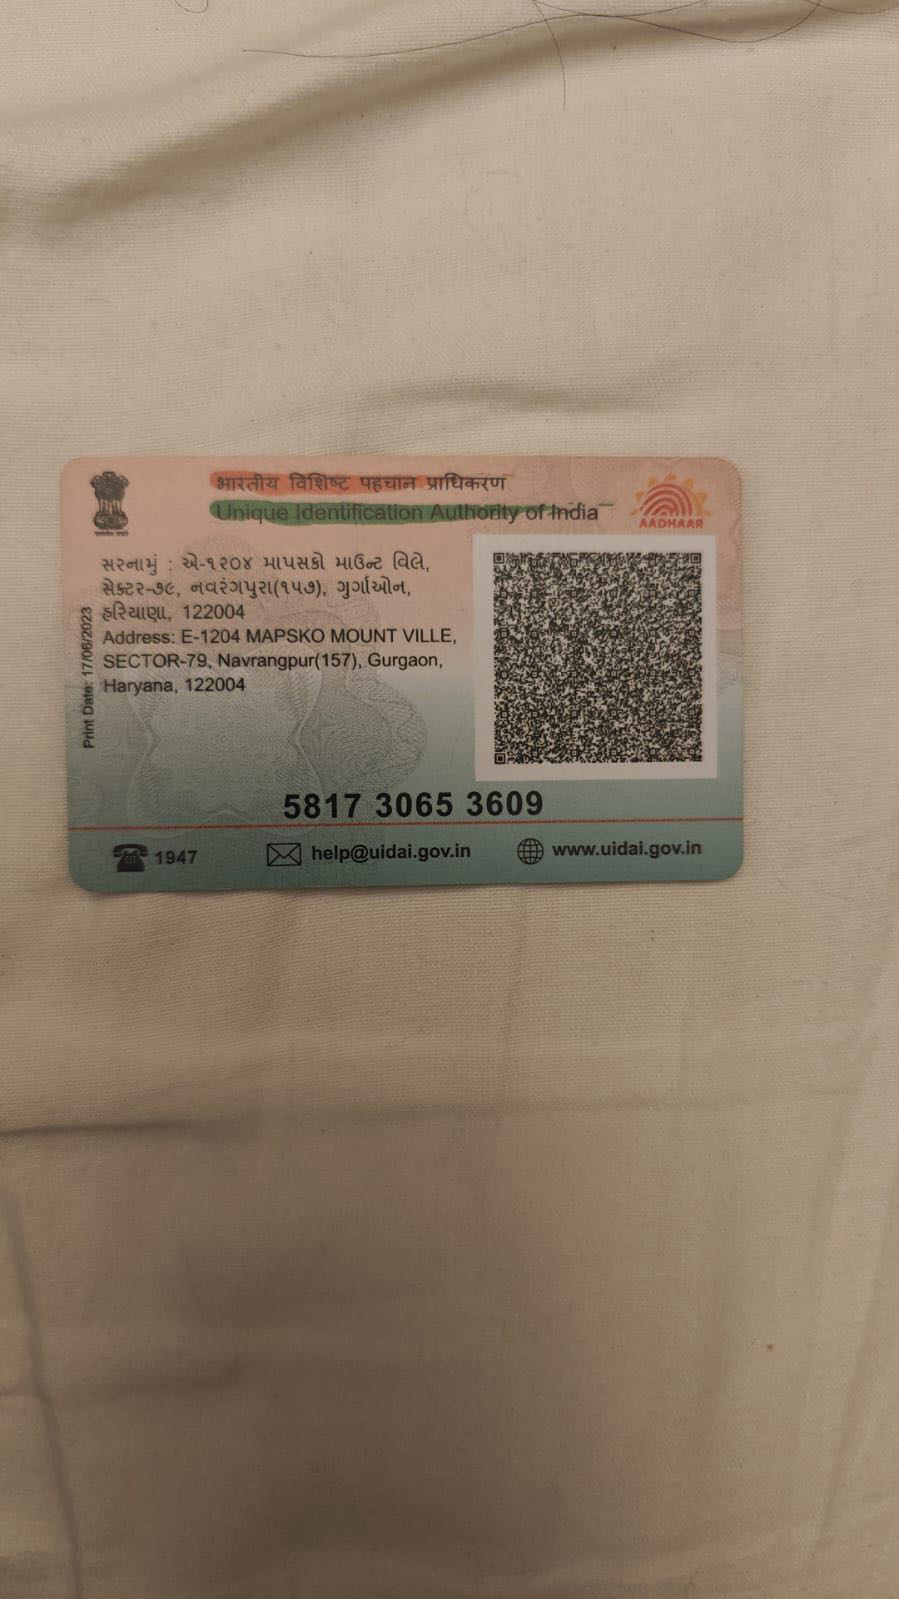 भारतीय विशिष्ट पहचान प्राधिकरण
Unique Identification Authority of India
AADHAAR
સરનામું : એ-૧૨૦૪ માપસકો માઉન્ટ વિલે,
સેક્ટર-૭૯, નવરંગપુરા(૧૫૭), ગુર્ગાઓન,
હરિયાણા, 122004
Address: E-1204 MAPSKO MOUNT VILLE,
SECTOR-79, Navrangpur(157), Gurgaon,
Haryana, 122004
Print Date: 17/06/2023
5817 3065 3609
1947
help@uidai.gov.in
www.uidai.gov.in